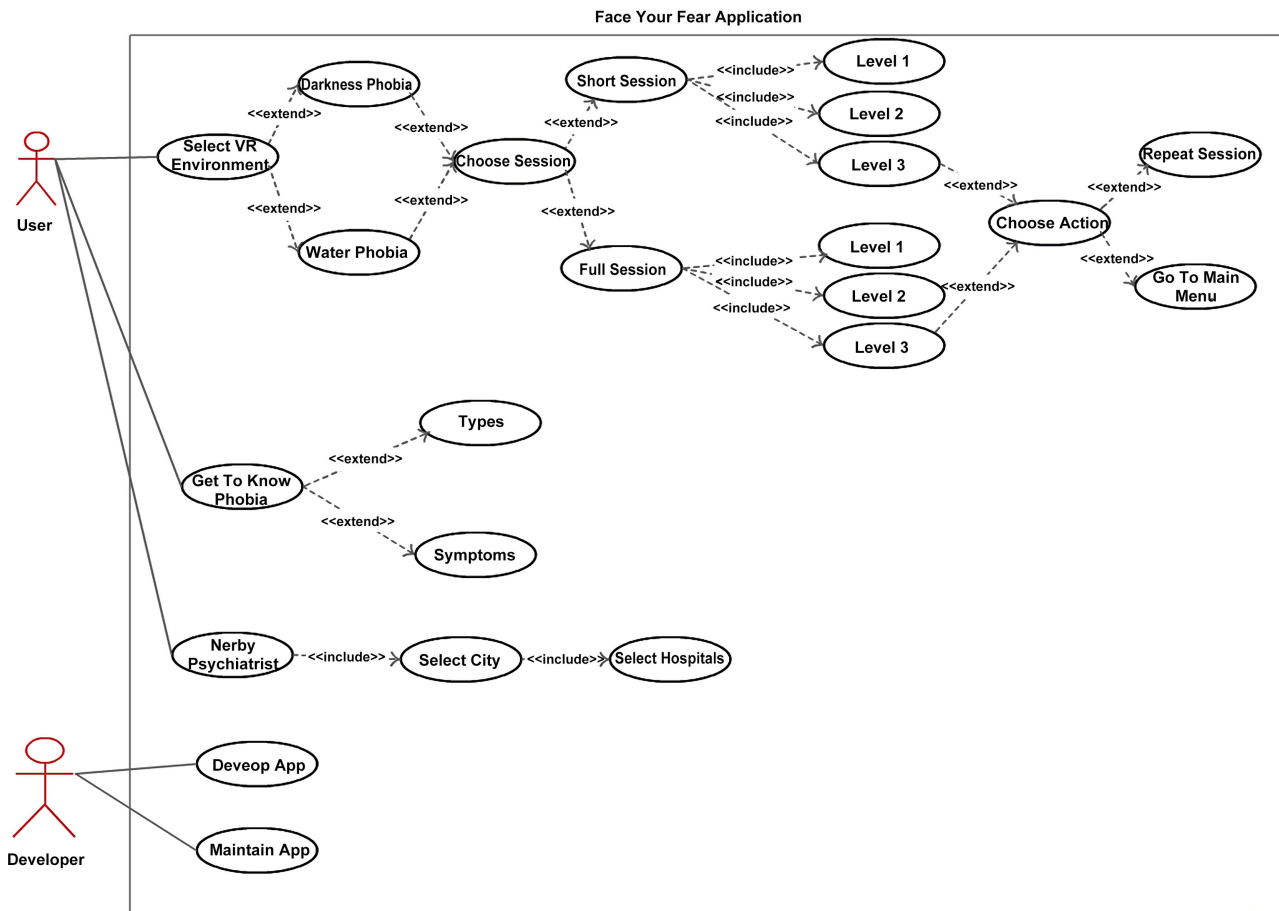 Face Your Fear Application
Darkness Phobia
<<extend>>
Select VR
Environment
<<extend>>
Water Phobia
<<extend>>
<<extend>>
Choose Session
Short Session
<<extend>>
<<extend>>
Full Session
<<include>>
<<include>>
<<include>>
Level 1
Level 2
Level 3
<<include>>
<<include>>
<<include>>
Level 1
Level 2
Level 3
<<extend>>
<<extend>>
Choose Action
<<extend>>
<<extend>>
Repeat Session
Go To Main
Menu
User
Get To Know
Phobia
<<extend>>
<<extend>>
Types
Symptoms
Nerby
Psychiatrist
<<include>>
Select City
<<include>>
Select Hospitals
Developer
Deveop App
Maintain App